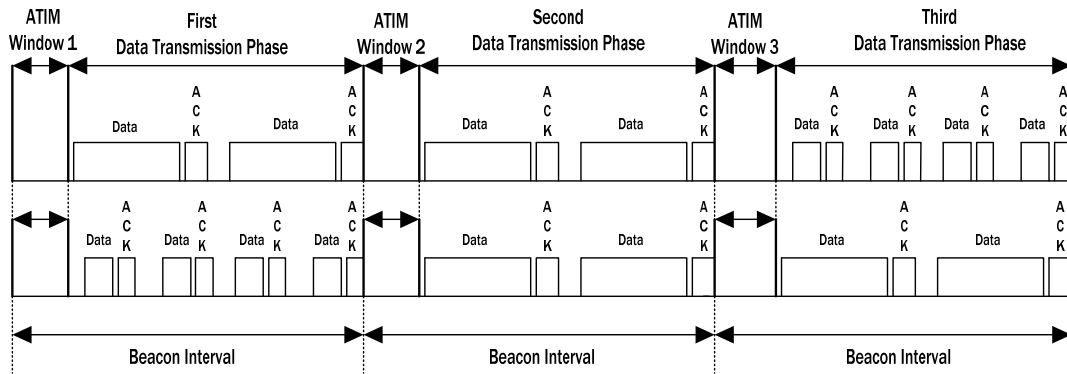 ATIM
Window 1
First
Data Transmission Phase
ATIM
Window 2
Second
Data Transmission Phase
ATIM
Window 3
Third
Data Transmission Phase
Data
A
C
K
Data
A
C
K
Data
A
C
K
Data
A
C
K
Data
A
C
K
Data
A
C
K
Data
A
C
K
Data
A
C
K
Data
A
C
K
Data
A
C
K
Data
A
C
K
Data
A
C
K
Data
A
C
K
Data
A
C
K
Data
A
C
K
Data
A
C
K
Beacon Interval
Beacon Interval
Beacon Interval